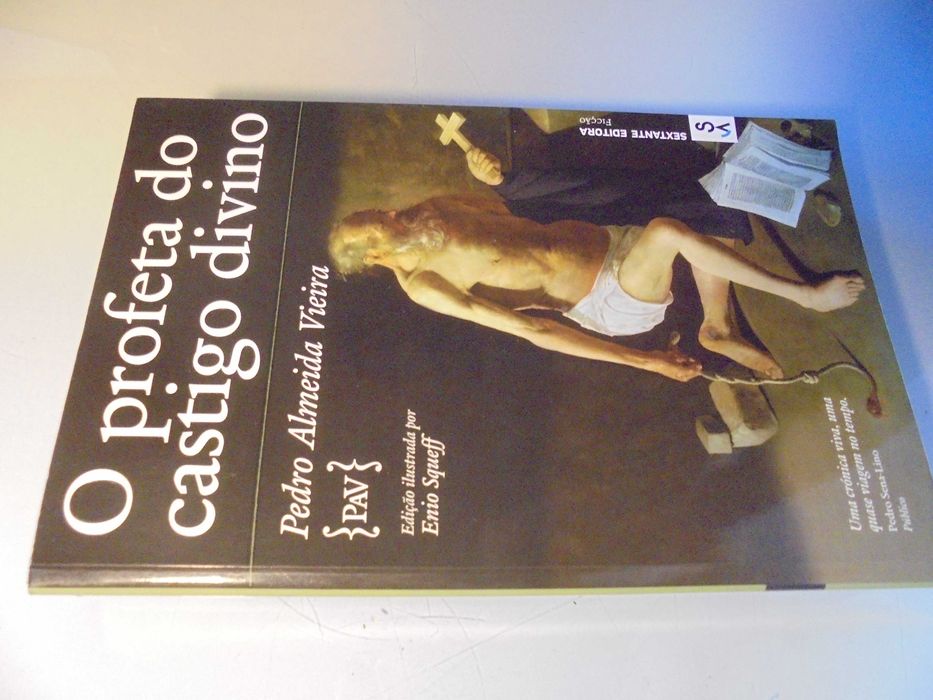 O profeta do
castigo divino
Pedro Almeida Vieira
{PAV}
Edição ilustrada por
Enio Squeff
Uma crónica viva, uma
quase viagem no tempo.
Pedro Sena-Lino
Público
SEXTANTE EDITORA
Ficção